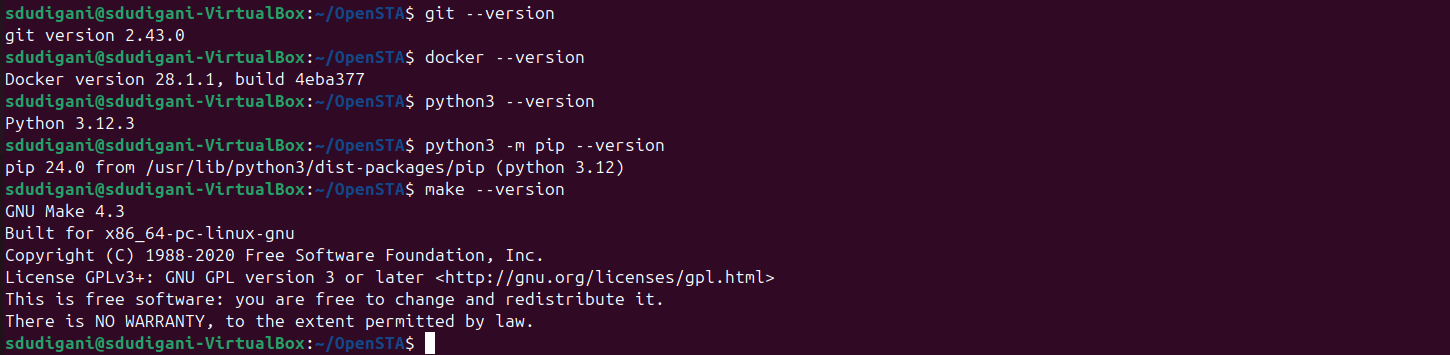 sdudigani@sdudigani-VirtualBox:~/OpenSTA$ git --version
git version 2.43.0
sdudigani@sdudigani-VirtualBox:~/OpenSTA$ docker --version
Docker version 28.1.1, build 4eba377
sdudigani@sdudigani-VirtualBox:~/OpenSTA$ python3 --version
Python 3.12.3
sdudigani@sdudigani-VirtualBox:~/OpenSTA$ python3 -m pip --version
pip 24.0 from /usr/lib/python3/dist-packages/pip (python 3.12)
sdudigani@sdudigani-VirtualBox:~/OpenSTA$ make --version
GNU Make 4.3
Built for x86_64-pc-linux-gnu
Copyright (C) 1988-2020 Free Software Foundation, Inc.
License GPLv3+: GNU GPL version 3 or later <http://gnu.org/licenses/gpl.html>
This is free software: you are free to change and redistribute it.
There is NO WARRANTY, to the extent permitted by law.
sdudigani@sdudigani-VirtualBox:~/OpenSTA$